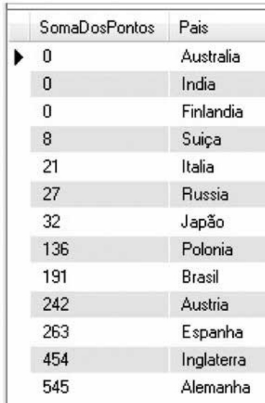 SomaDosPontos Pais
0 Australia
0 India
0 Finlandia
8 Suiça
21 Italia
27 Russia
32 Japão
136 Polonia
191 Brasil
242 Austria
263 Espanha
454 Inglaterra
545 Alemanha